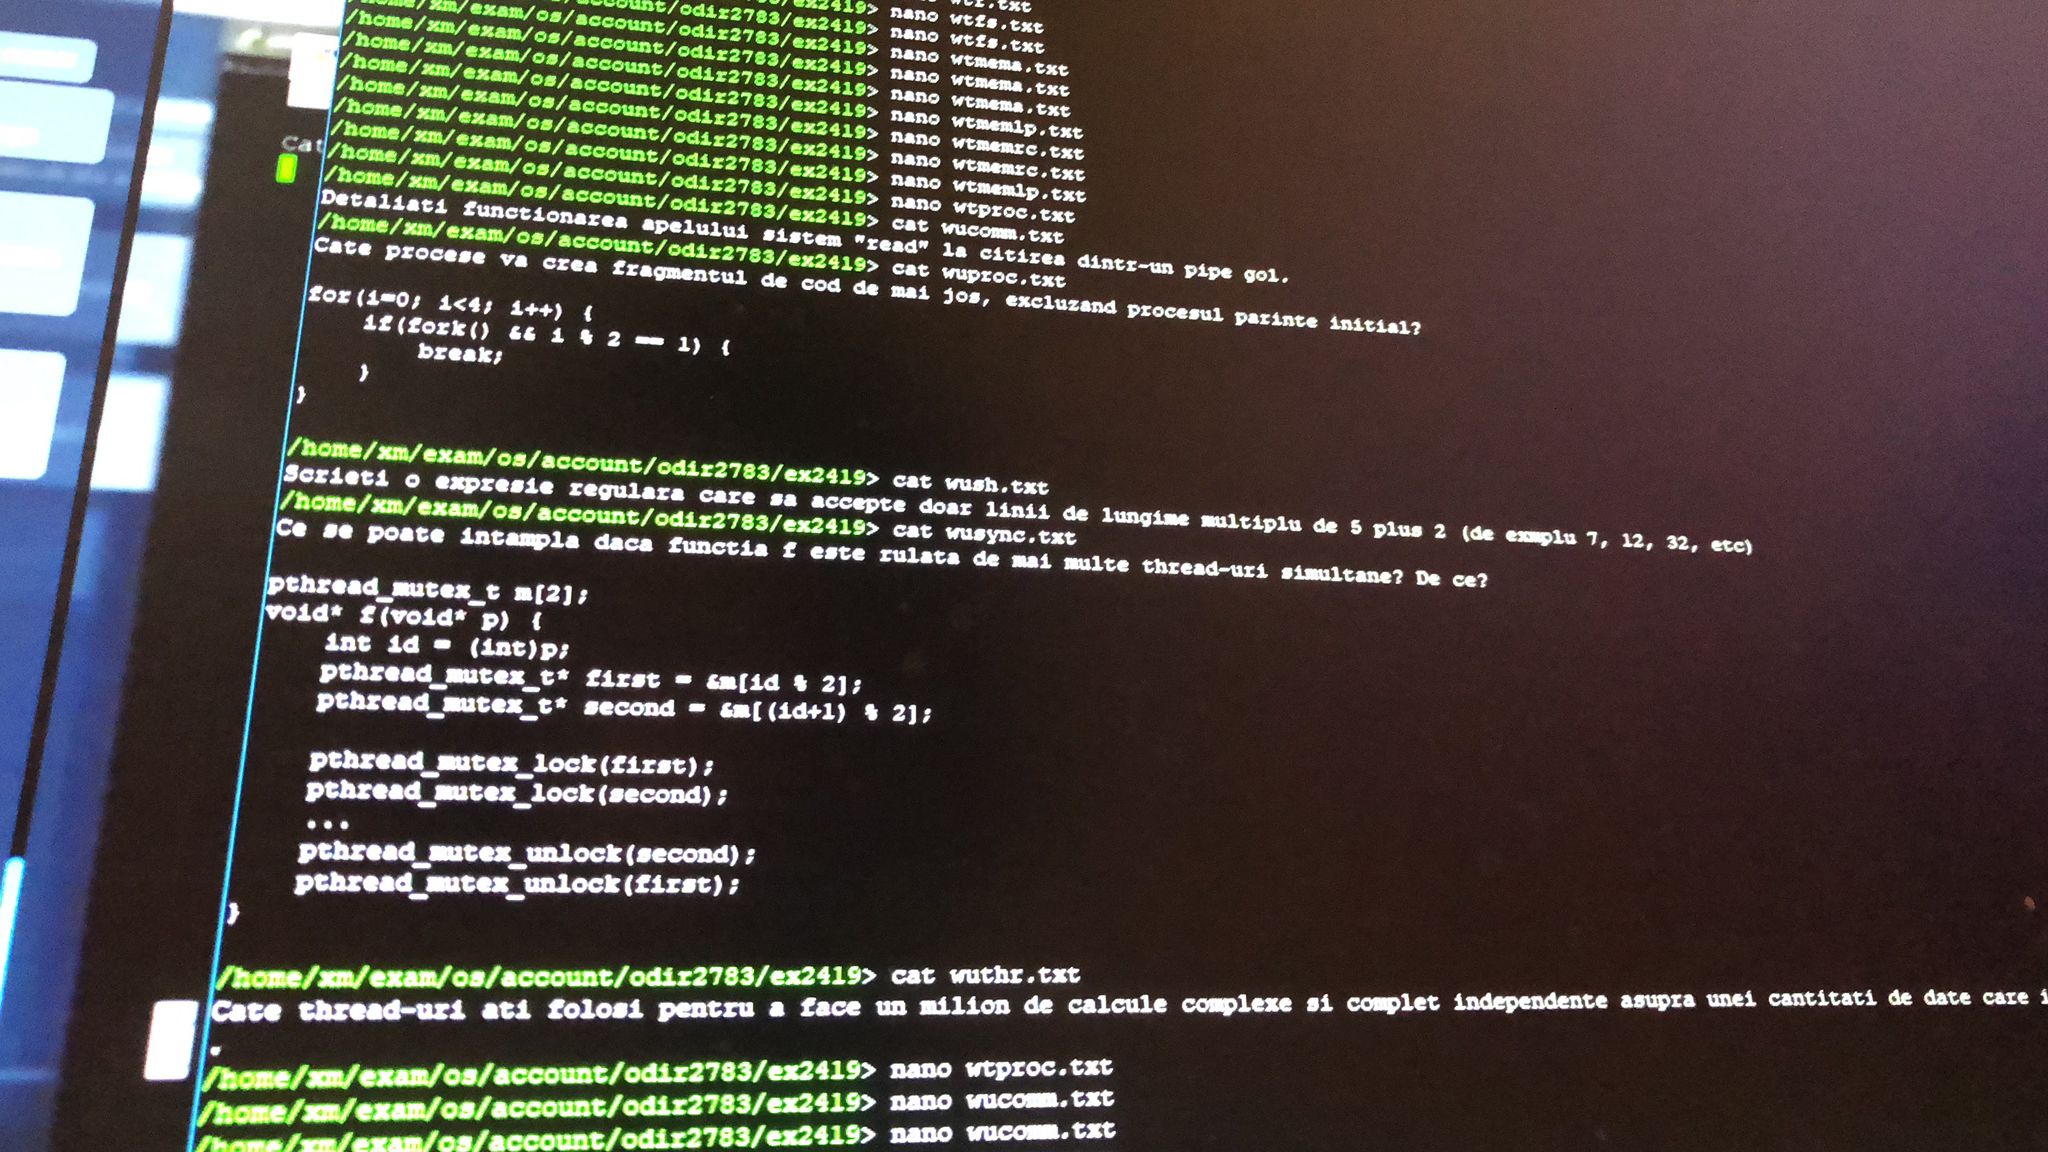 /home/xm/exam/os/account/odir2783/ex2419> nano wtfs.txt
/home/xm/exam/os/account/odir2783/ex2419> nano wtfs.txt
/home/xm/exam/os/account/odir2783/ex2419> nano wtmema.txt
/home/xm/exam/os/account/odir2783/ex2419> nano wtmema.txt
/home/xm/exam/os/account/odir2783/ex2419> nano wtmema.txt
/home/xm/exam/os/account/odir2783/ex2419> nano wtmemlp.txt
/home/xm/exam/os/account/odir2783/ex2419> nano wtmemrc.txt
/home/xm/exam/os/account/odir2783/ex2419> nano wtmemrc.txt
/home/xm/exam/os/account/odir2783/ex2419> nano wtmemlp.txt
/home/xm/exam/os/account/odir2783/ex2419> nano wtproc.txt
/home/xm/exam/os/account/odir2783/ex2419> cat wucomm.txt
Detaliati functionarea apelului sistem "read" la citirea dintr-un pipe gol.
/home/xm/exam/os/account/odir2783/ex2419> cat wuproc.txt
Cate procese va crea fragmentul de cod de mai jos, excluzand procesul parinte initial?
for(i=0; i<4; i++) {
if(fork() && i % 2 == 1) {
break;
}
}
/home/xm/exam/os/account/odir2783/ex2419> cat wush.txt
Scrieti o expresie regulara care sa accepte doar linii de lungime multiplu de 5 plus 2 (de exmplu 7, 12, 32, etc)
/home/xm/exam/os/account/odir2783/ex2419> cat wusync.txt
Ce se poate intampla daca functia f este rulata de mai multe thread-uri simultane? De ce?
pthread_mutex_t m[2];
void* f(void* p) {
int id = (int)p;
pthread_mutex_t* first = &m[id % 2];
pthread_mutex_t* second = &m[(id+1) % 2];
pthread_mutex_lock(first);
pthread_mutex_lock(second);
...
pthread_mutex_unlock(second);
pthread_mutex_unlock(first);
}
/home/xm/exam/os/account/odir2783/ex2419> cat wuthr.txt
Cate thread-uri ati folosi pentru a face un milion de calcule complexe si complet independente asupra unei cantitati de date care
.
/home/xm/exam/os/account/odir2783/ex2419> nano wtproc.txt
/home/xm/exam/os/account/odir2783/ex2419> nano wucomm.txt
/home/xm/exam/os/account/odir2783/ex2419> nano wucomm.txt
Cat